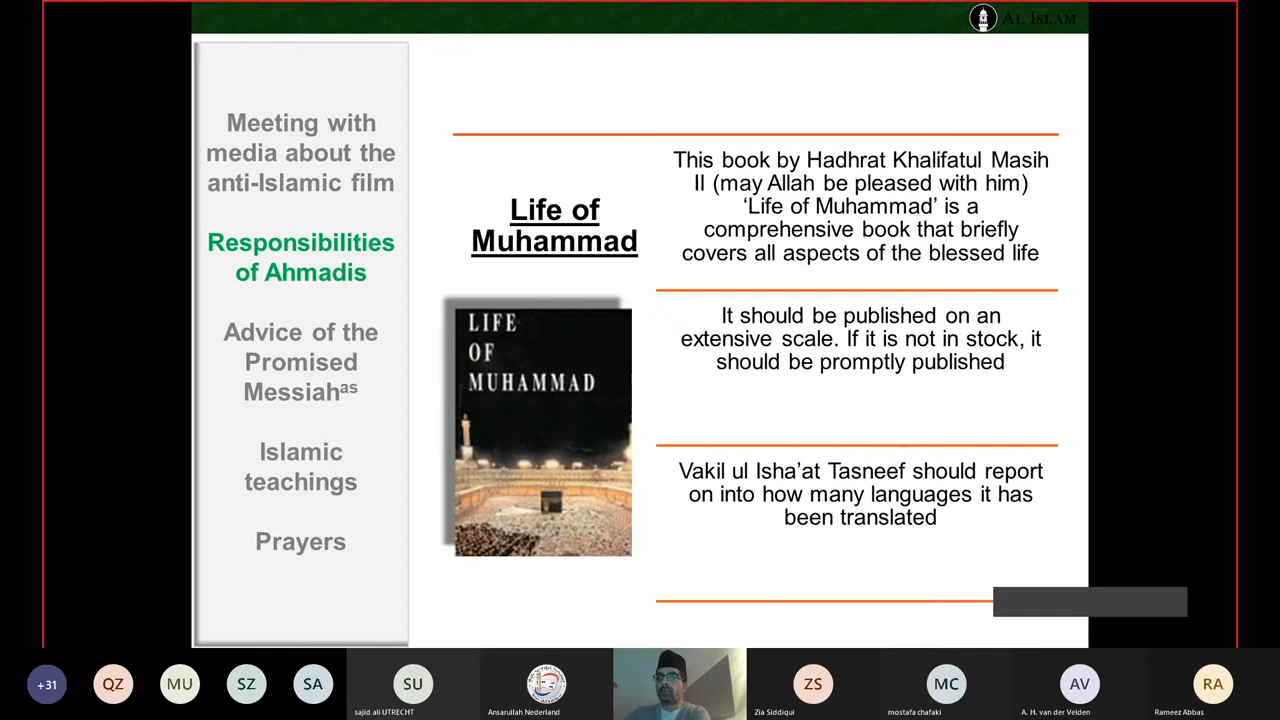 AL ISLAM
Meeting with
media about the
anti-Islamic film
Responsibilities
of Ahmadis
Advice of the
Promised
Messiahᵃˢ
Islamic
teachings
Prayers
Life of
Muhammad
LIFE
OF
MUHAMMAD
This book by Hadhrat Khalifatul Masih
II (may Allah be pleased with him)
‘Life of Muhammad’ is a
comprehensive book that briefly
covers all aspects of the blessed life
It should be published on an
extensive scale. If it is not in stock, it
should be promptly published
Vakil ul Isha’at Tasneef should report
on into how many languages it has
been translated
+31
QZ
MU
SZ
SA
SU
sajid ali UTRECHT
Ansarullah Nederland
ZS
Zia Siddiqui
MC
mostafa chafaki
AV
A. H. van der Velden
RA
Rameez Abbas